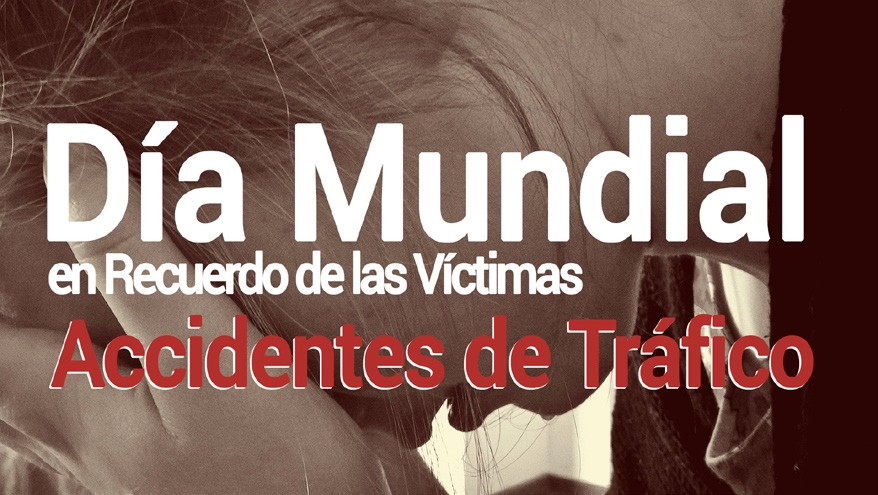 Día Mundial
en Recuerdo de las Víctimas
Accidentes de Tráfico